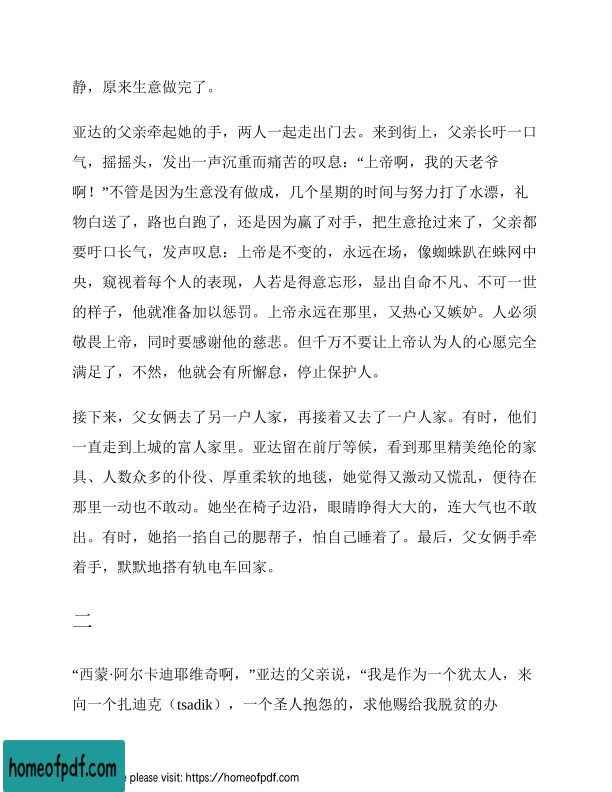 静，原来生意做完了。
亚达的父亲牵起她的手，两人一起走出门去。来到街上，父亲长吁一口
气，摇摇头，发出一声沉重而痛苦的叹息：“上帝啊，我的天老爷
啊！”不管是因为生意没有做成，几个星期的时间与努力打了水漂，礼
物白送了，路也白跑了，还是因为赢了对手，把生意抢过来了，父亲都
要吁口长气，发声叹息：上帝是不变的，永远在场，像蜘蛛趴在蛛网中
央，窥视着每个人的表现，人若是得意忘形，显出自命不凡、不可一世
的样子，他就准备加以惩罚。上帝永远在那里，又热心又嫉妒。人必须
敬畏上帝，同时要感谢他的慈悲。但千万不要让上帝认为人的心愿完全
满足了，不然，他就会有所懈怠，停止保护人。
接下来，父女俩去了另一户人家，再接着又去了一户人家。有时，他们
一直走到上城的富人家里。亚达留在前厅等候，看到那里精美绝伦的家
具、人数众多的仆役、厚重柔软的地毯，她觉得又激动又慌乱，便待在
那里一动也不敢动。她坐在椅子边沿，眼睛睁得大大的，连大气也不敢
出。有时，她掐一掐自己的腮帮子，怕自己睡着了。最后，父女俩手牵
着手，默默地搭有轨电车回家。
二
“西蒙·阿尔卡迪耶维奇啊，”亚达的父亲说，“我是作为一个犹太人，来
向一个扎迪克（tsadik），一个圣人抱怨的，求他赐给我脱贫的办
homeofpdf.com
e please visit: https://homeofpdf.com